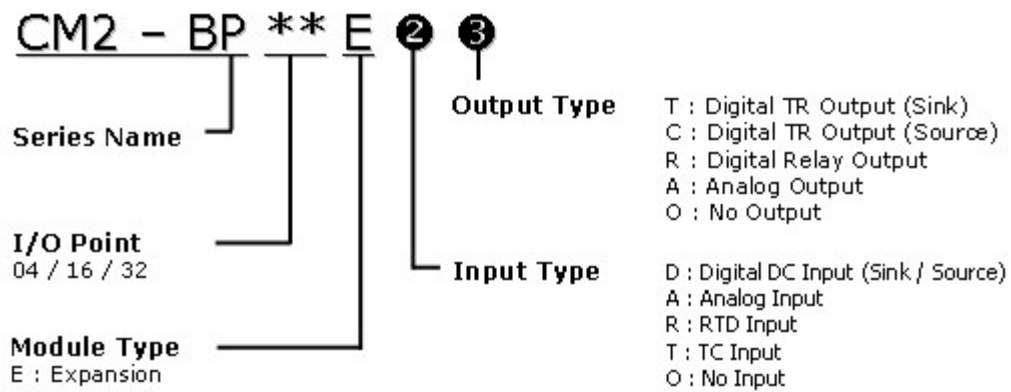 CM2 – BP ** E ❷ ❸
Output Type
T : Digital TR Output (Sink)
C : Digital TR Output (Source)
R : Digital Relay Output
A : Analog Output
O : No Output
Series Name
I/O Point
04 / 16 / 32
Input Type
D : Digital DC Input (Sink / Source)
A : Analog Input
R : RTD Input
T : TC Input
O : No Input
Module Type
E : Expansion